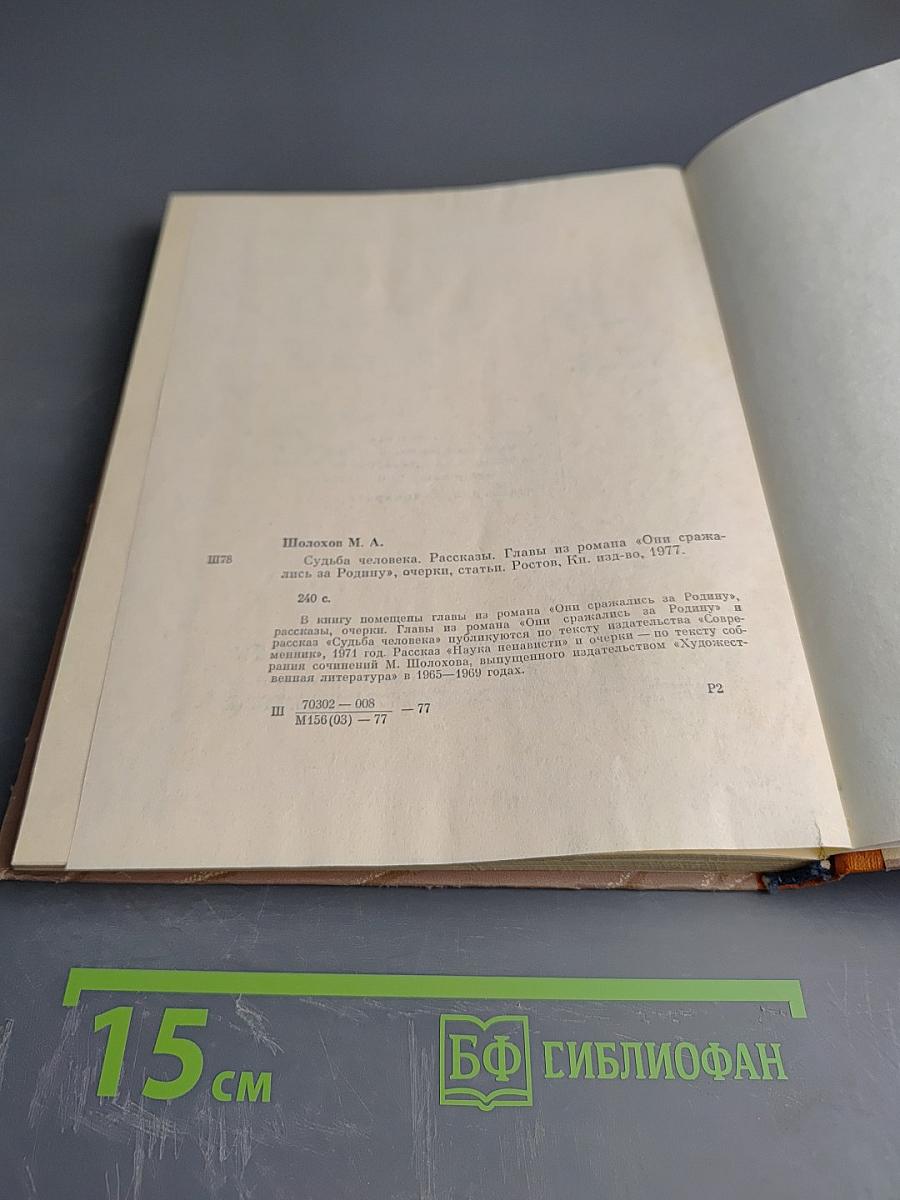 Шолохов М. А.
Ш78
Судьба человека. Рассказы. Главы из романа «Они сража-
лись за Родину», очерки, статьи. Ростов, Кн. изд-во, 1977.
240 с.
В книгу помещены главы из романа «Они сражались за Родину»,
рассказы, очерки. Главы из романа «Они сражались за Родину» и
рассказ «Судьба человека» публикуются по тексту издательства «Совре-
менник», 1971 год. Рассказ «Наука ненависти» и очерки — по тексту соб-
рания сочинений М. Шолохова, выпущенного издательством «Художест-
венная литература» в 1965—1969 годах.
Р2
70302 — 008
Ш — 77
М156(03) — 77
15 см
БФ СИБЛИОФАН